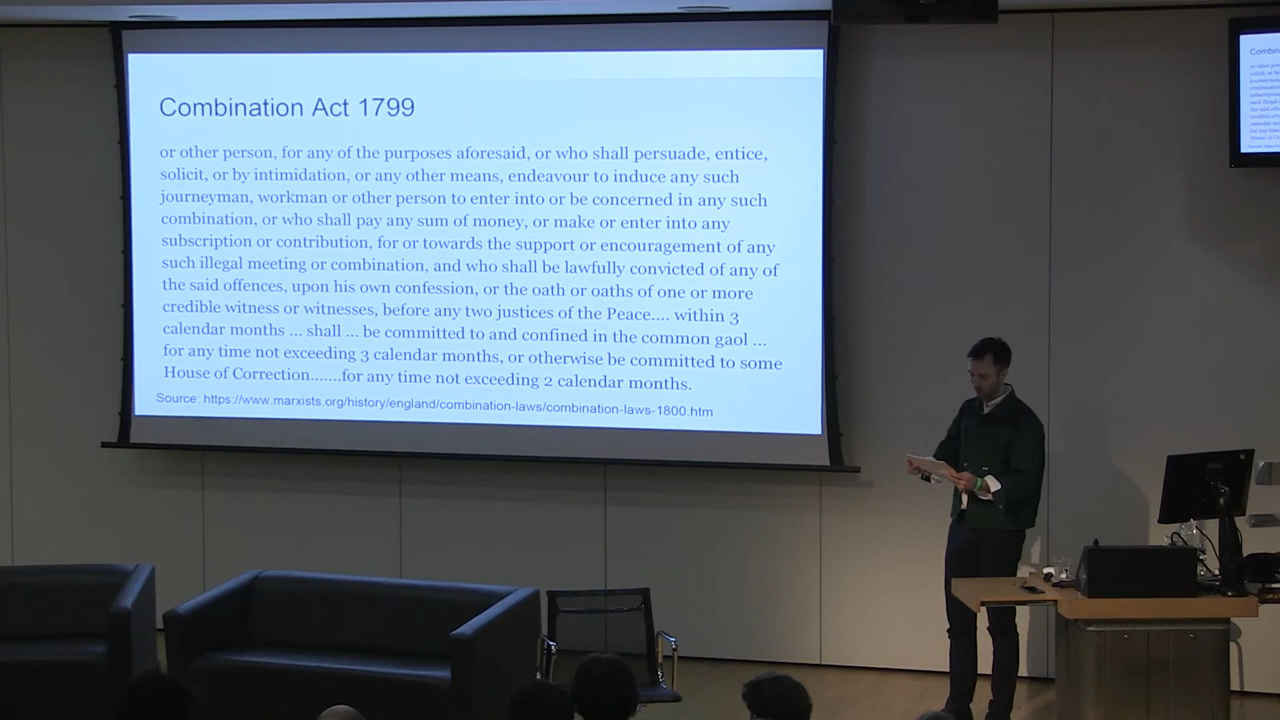 Combination Act 1799
or other person, for any of the purposes aforesaid, or who shall persuade, entice,
solicit, or by intimidation, or any other means, endeavour to induce any such
journeyman, workman or other person to enter into or be concerned in any such
combination, or who shall pay any sum of money, or make or enter into any
subscription or contribution, for or towards the support or encouragement of any
such illegal meeting or combination, and who shall be lawfully convicted of any of
the said offences, upon his own confession, or the oath or oaths of one or more
credible witness or witnesses, before any two justices of the Peace.... within 3
calendar months ... shall ... be committed to and confined in the common gaol ...
for any time not exceeding 3 calendar months, or otherwise be committed to some
House of Correction.......for any time not exceeding 2 calendar months.
Source: https://www.marxists.org/history/england/combination-laws/combination-laws-1800.htm